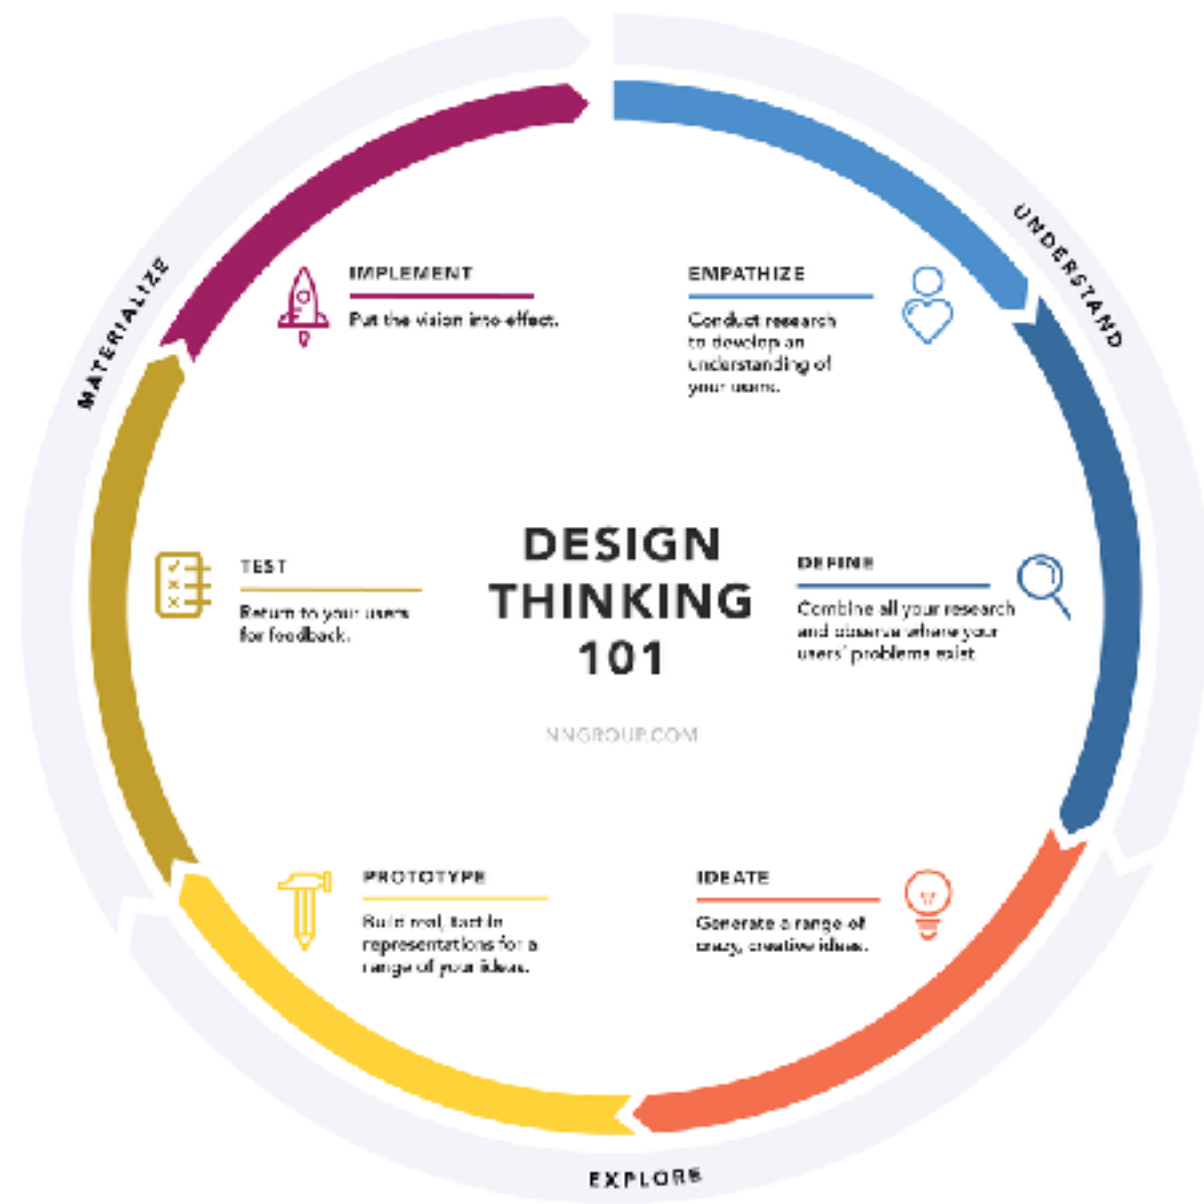 DESIGN
THINKING
101
NNGROUP.COM
UNDERSTAND
EMPATHIZE
Conduct research
to develop an
understanding of
your users.
DEFINE
Combine all your research
and observe where your
users' problems exist.
EXPLORE
IDEATE
Generate a range of
crazy, creative ideas.
PROTOTYPE
Build real, tactile
representations for a
range of your ideas.
MATERIALIZE
TEST
Return to your users
for feedback.
IMPLEMENT
Put the vision into effect.